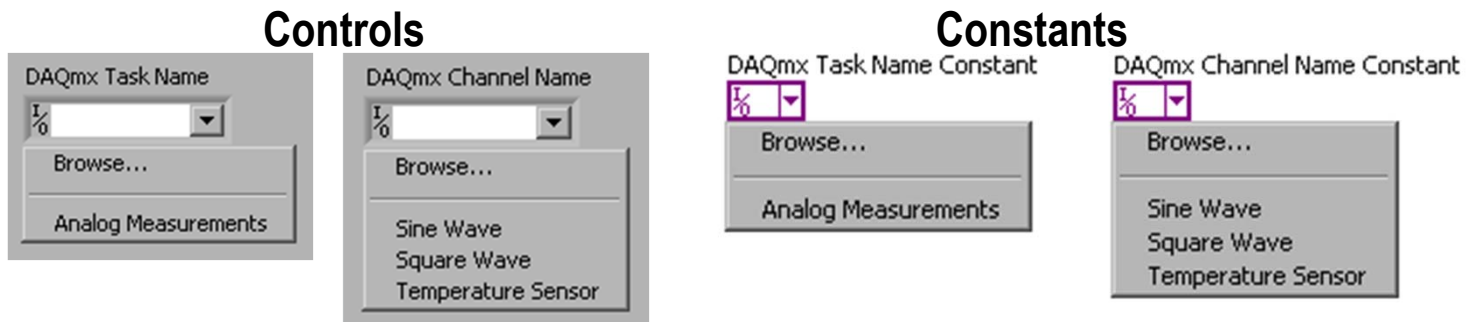 Controls
DAQmx Task Name
I/O
Browse...
Analog Measurements
DAQmx Channel Name
I/O
Browse...
Sine Wave
Square Wave
Temperature Sensor
Constants
DAQmx Task Name Constant
I/O
Browse...
Analog Measurements
DAQmx Channel Name Constant
I/O
Browse...
Sine Wave
Square Wave
Temperature Sensor